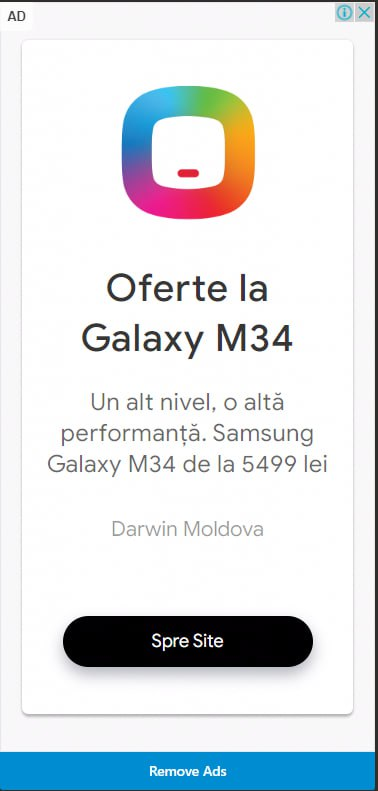 AD
Oferte la
Galaxy M34
Un alt nivel, o altă
performanță. Samsung
Galaxy M34 de la 5499 lei
Darwin Moldova
Spre Site
Remove Ads